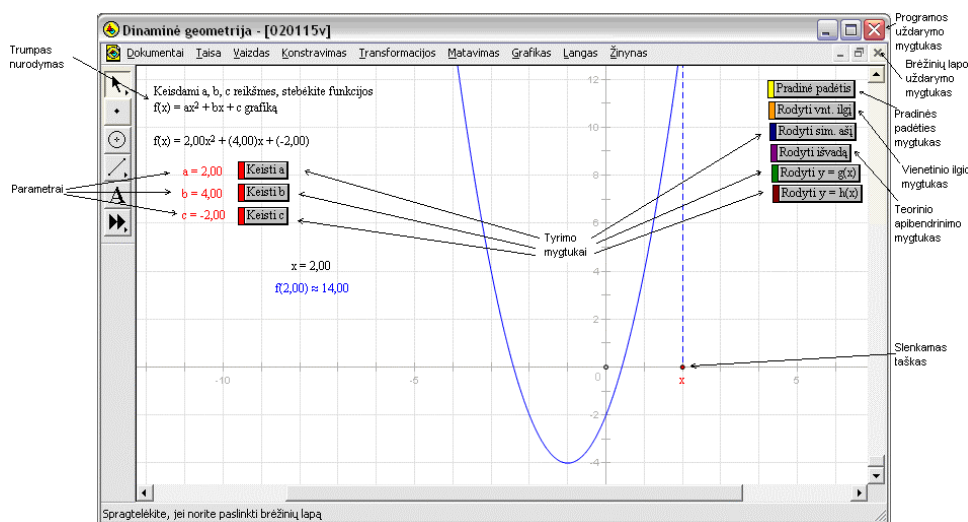 Dinaminė geometrija - [020115v]
Dokumentai Taisa Vaizdas Konstravimas Transformacijos Matavimas Grafikas Langas Žinynas
Trumpas
nurodymas
Parametrai
Keisdami a, b, c reikšmes, stebėkite funkcijos
f(x) = ax² + bx + c grafiką
f(x) = 2,00x² + (4,00)x + (-2,00)
a = 2,00
Keisti a
b = 4,00
Keisti b
c = -2,00
Keisti c
A
x = 2,00
f(2,00) ≈ 14,00
Tyrimo
mygtukai
12
10
8
6
4
2
0
-2
-4
-10
-5
5
x
Pradinė padėtis
Rodyti vnt. ilgį
Rodyti sim. ašį
Rodyti išvadą
Rodyti y = g(x)
Rodyti y = h(x)
Programos
uždarymo
mygtukas
Brėžinių lapo
uždarymo
mygtukas
Pradinės
padėties
mygtukas
Vienetinio ilgio
mygtukas
Teorinio
apibendrinimo
mygtukas
Slenkamas
taškas
Spragtelėkite, jei norite paslinkti brėžinių lapą